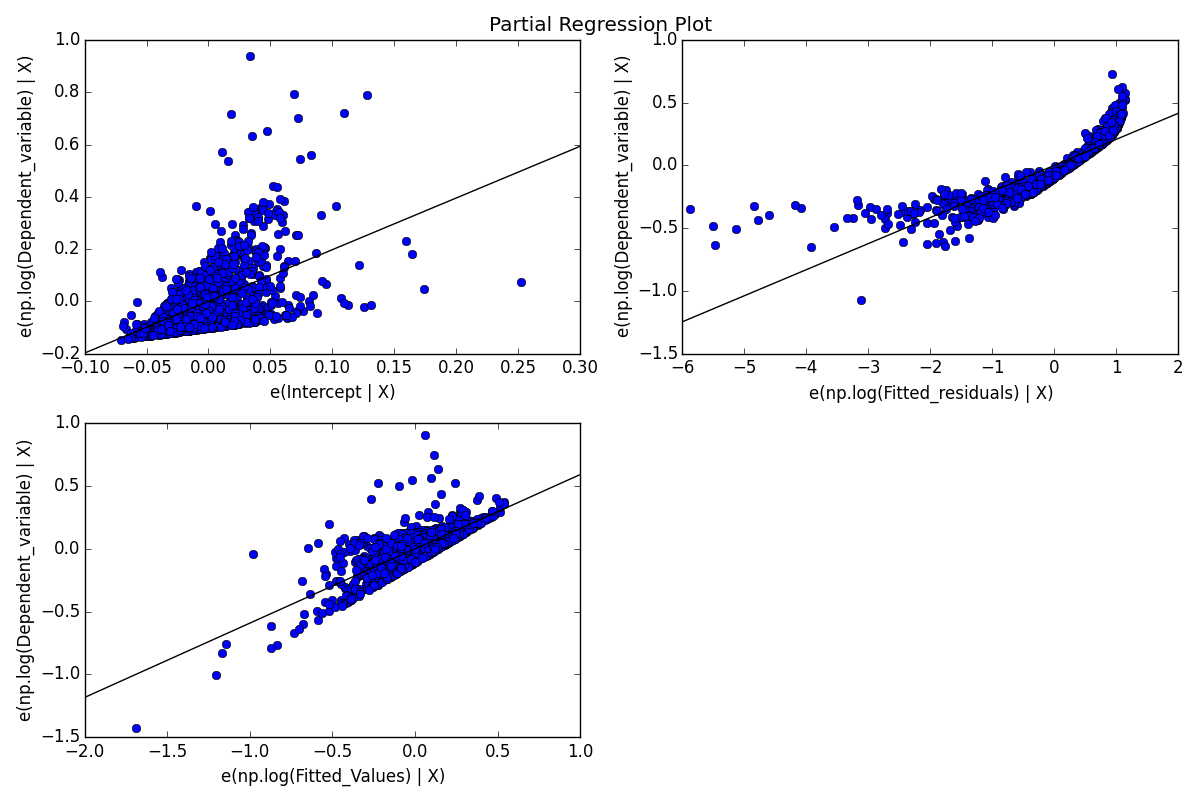 Partial Regression Plot
e(np.log(Dependent_variable) | X)
1.0
0.8
0.6
0.4
0.2
0.0
−0.2
−0.10 −0.05 0.00 0.05 0.10 0.15 0.20 0.25 0.30
e(Intercept | X)
e(np.log(Dependent_variable) | X)
1.0
0.5
0.0
−0.5
−1.0
−1.5
−6 −5 −4 −3 −2 −1 0 1 2
e(np.log(Fitted_residuals) | X)
e(np.log(Dependent_variable) | X)
1.0
0.5
0.0
−0.5
−1.0
−1.5
−2.0 −1.5 −1.0 −0.5 0.0 0.5 1.0
e(np.log(Fitted_Values) | X)